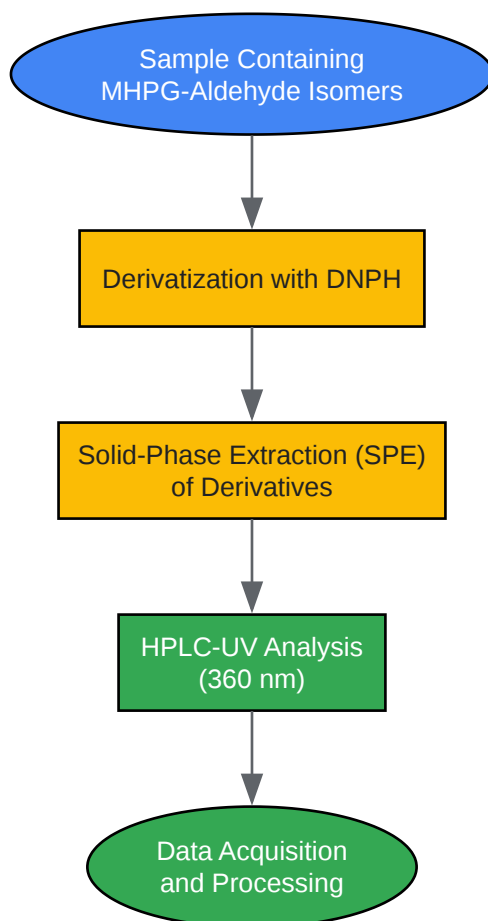 Sample Containing
MHPG-Aldehyde Isomers
Derivatization with DNPH
Solid-Phase Extraction (SPE)
of Derivatives
HPLC-UV Analysis
(360 nm)
Data Acquisition
and Processing